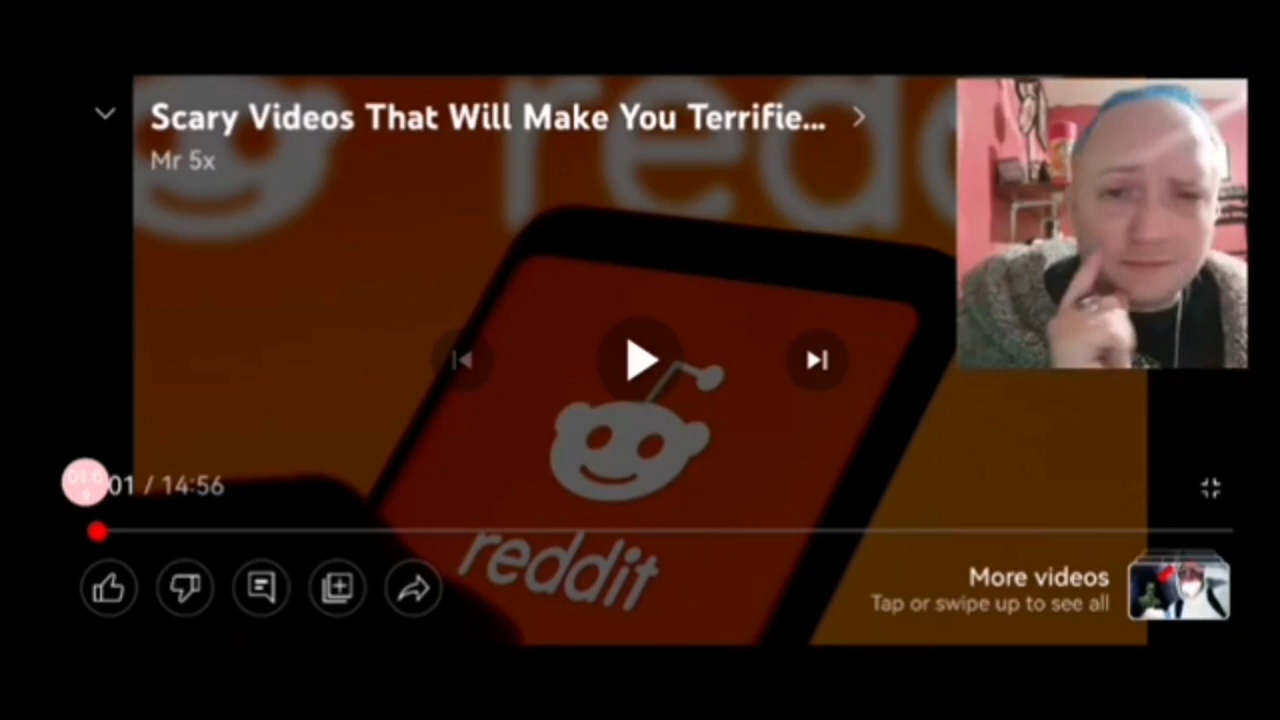 Scary Videos That Will Make You Terrifie...
Mr 5x
redd
01 / 14:56
reddit
More videos
Tap or swipe up to see all